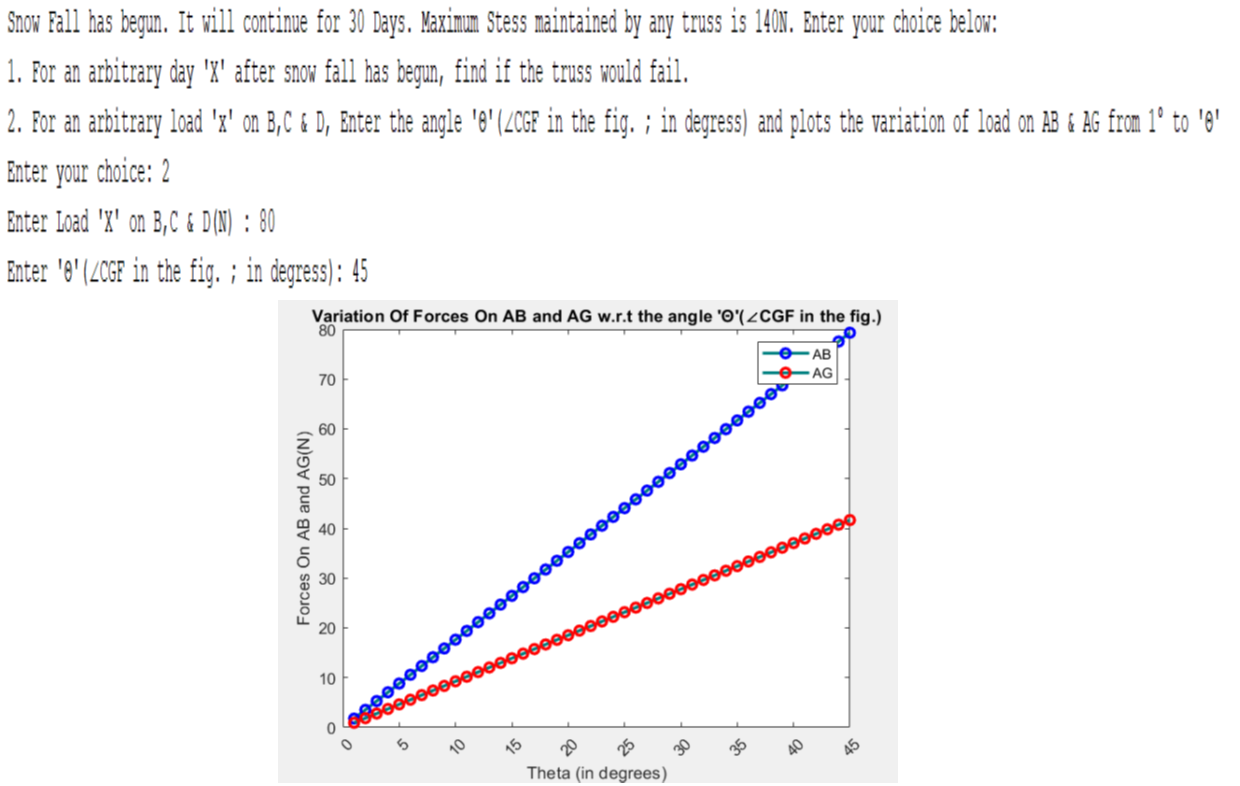 Snow Fall has begun. It will continue for 30 Days. Maximum Stess maintained by any truss is 140N. Enter your choice below:
1. For an arbitrary day 'X' after snow fall has begun, find if the truss would fail.
2. For an arbitrary load 'x' on B,C & D, Enter the angle 'θ'(∠CGF in the fig. ; in degress) and plots the variation of load on AB & AG from 1° to 'θ'
Enter your choice: 2
Enter Load 'X' on B,C & D(N) : 80
Enter 'θ'(∠CGF in the fig. ; in degress): 45
Variation Of Forces On AB and AG w.r.t the angle 'Θ'(∠CGF in the fig.)
80
70
60
50
40
30
20
10
0
Forces On AB and AG(N)
AB
AG
0 5 10 15 20 25 30 35 40 45
Theta (in degrees)